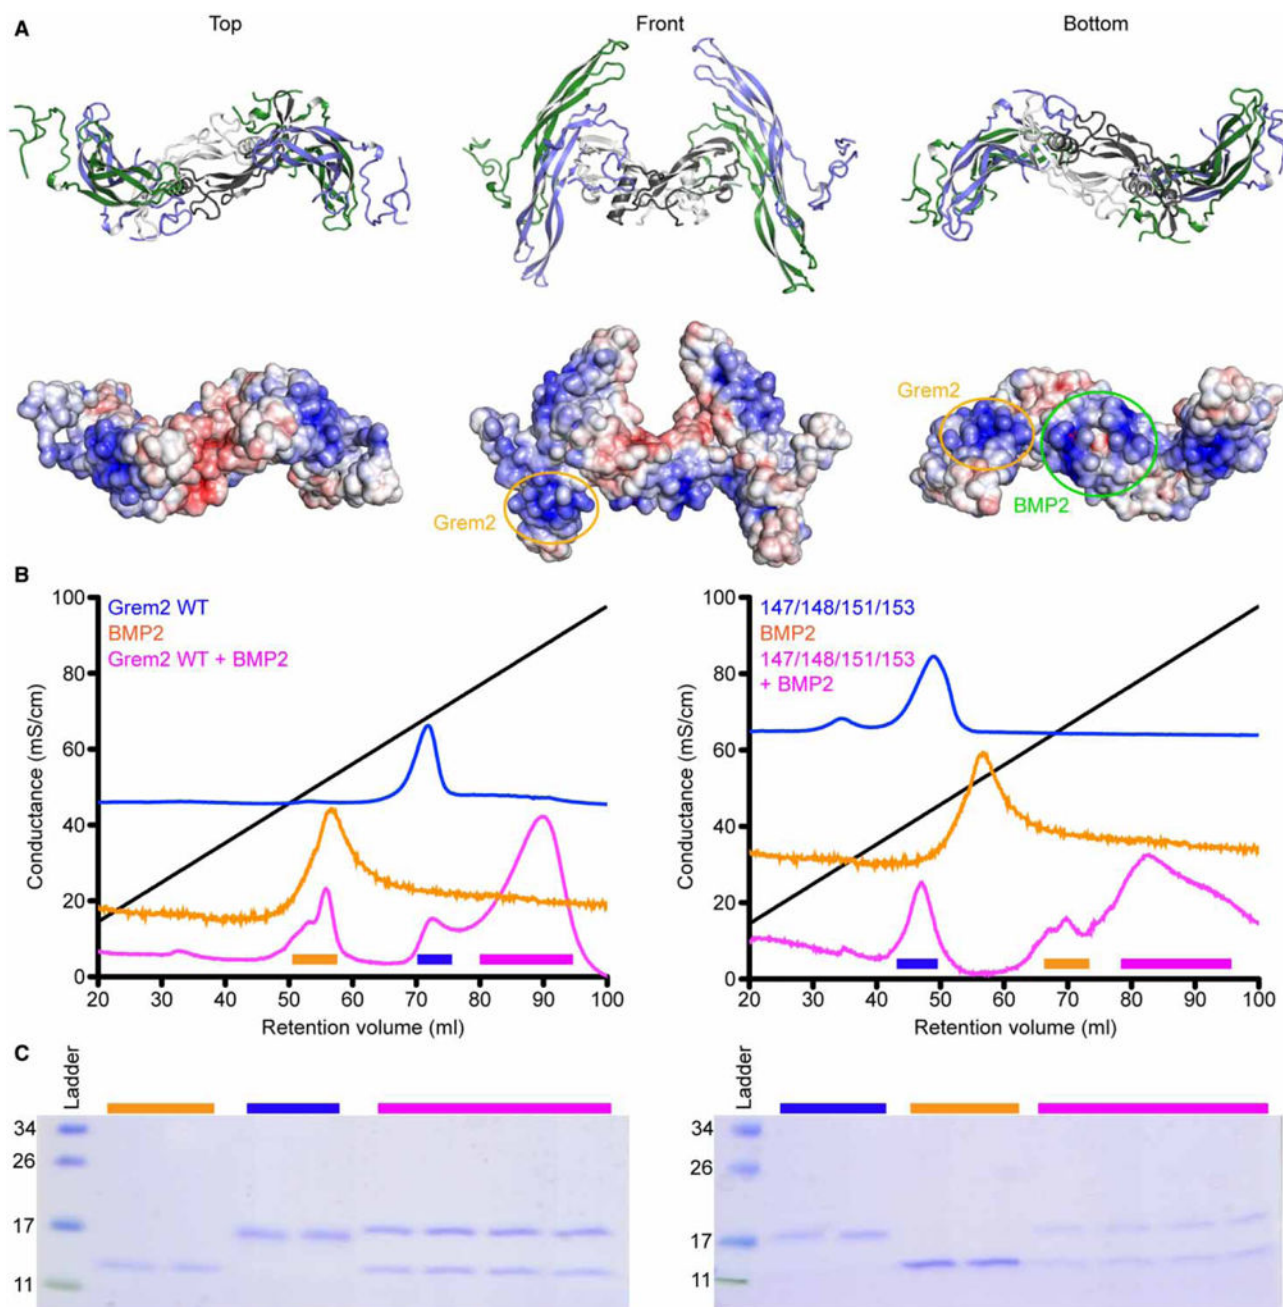 A
Top
Front
Bottom
Grem2
Grem2
BMP2
B
100
80
60
40
20
0
Conductance (mS/cm)
Grem2 WT
BMP2
Grem2 WT + BMP2
20 30 40 50 60 70 80 90 100
Retention volume (ml)
100
80
60
40
20
0
Conductance (mS/cm)
147/148/151/153
BMP2
147/148/151/153
+ BMP2
20 30 40 50 60 70 80 90 100
Retention volume (ml)
C
Ladder
34
26
17
11
Ladder
34
26
17
11